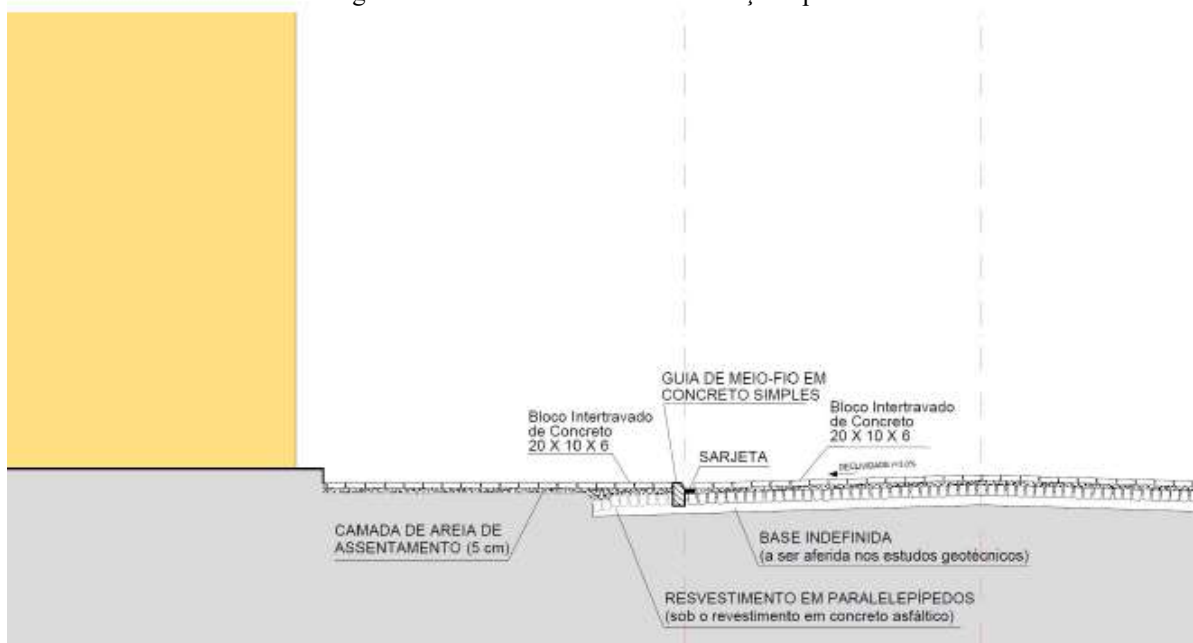 GUIA DE MEIO-FIO EM
CONCRETO SIMPLES
Bloco Intertravado
de Concreto
20 X 10 X 6
Bloco Intertravado
de Concreto
20 X 10 X 6
SARJETA
DECLIVIDADE
CAMADA DE AREIA DE
ASSENTAMENTO (5 cm)
BASE INDEFINIDA
(a ser aferida nos estudos geotécnicos)
RESVESTIMENTO EM PARALELEPÍPEDOS
(sob o revestimento em concreto asfáltico)